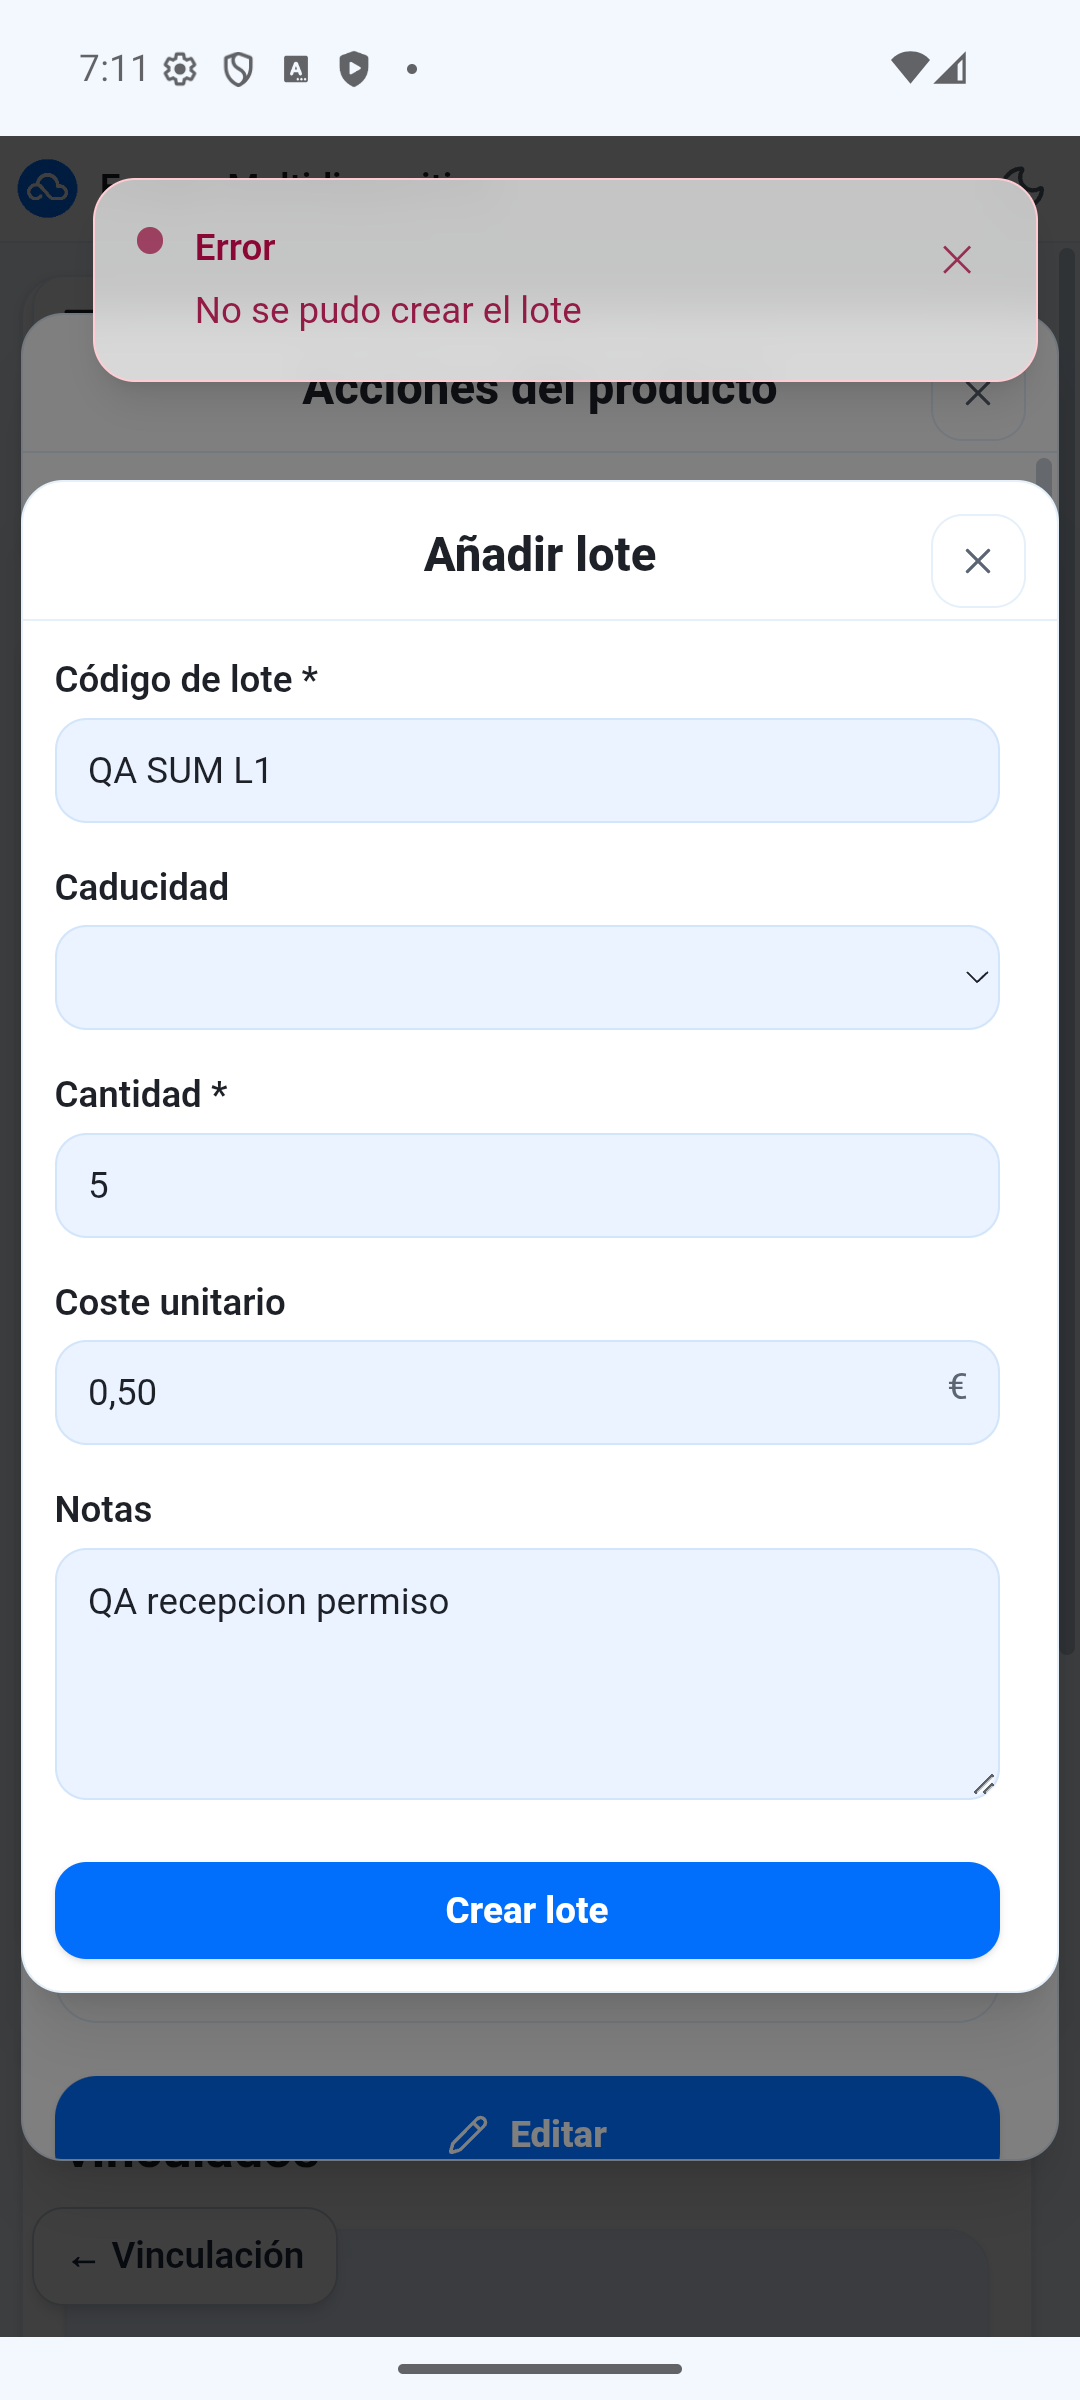 7:11
Error
No se pudo crear el lote
Acciones del producto
Añadir lote
Código de lote *
QA SUM L1
Caducidad
Cantidad *
5
Coste unitario
0,50 €
Notas
QA recepcion permiso
Crear lote
Editar
Vinculados
← Vinculación